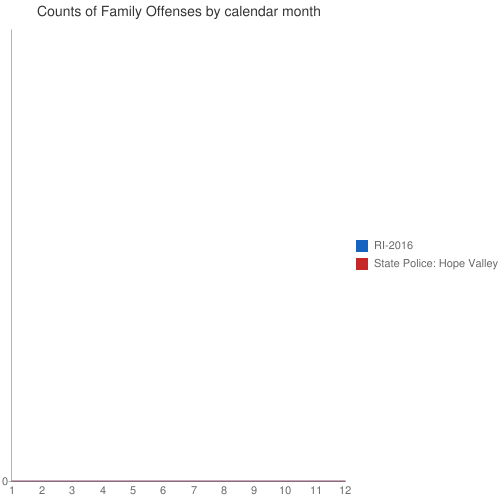 Counts of Family Offenses by calendar month
RI-2016
State Police: Hope Valley
0
1 2 3 4 5 6 7 8 9 10 11 12